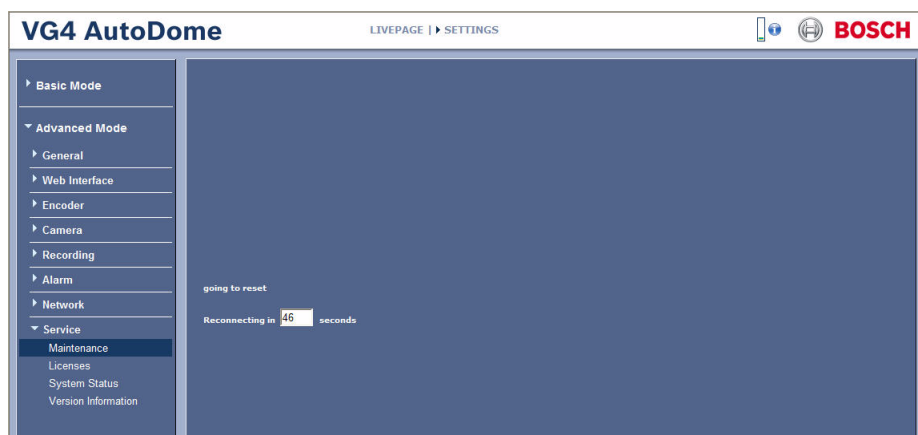 VG4 AutoDome
LIVEPAGE | SETTINGS
BOSCH
Basic Mode
Advanced Mode
General
Web Interface
Encoder
Camera
Recording
Alarm
Network
Service
Maintenance
Licenses
System Status
Version Information
going to reset
Reconnecting in 46 seconds